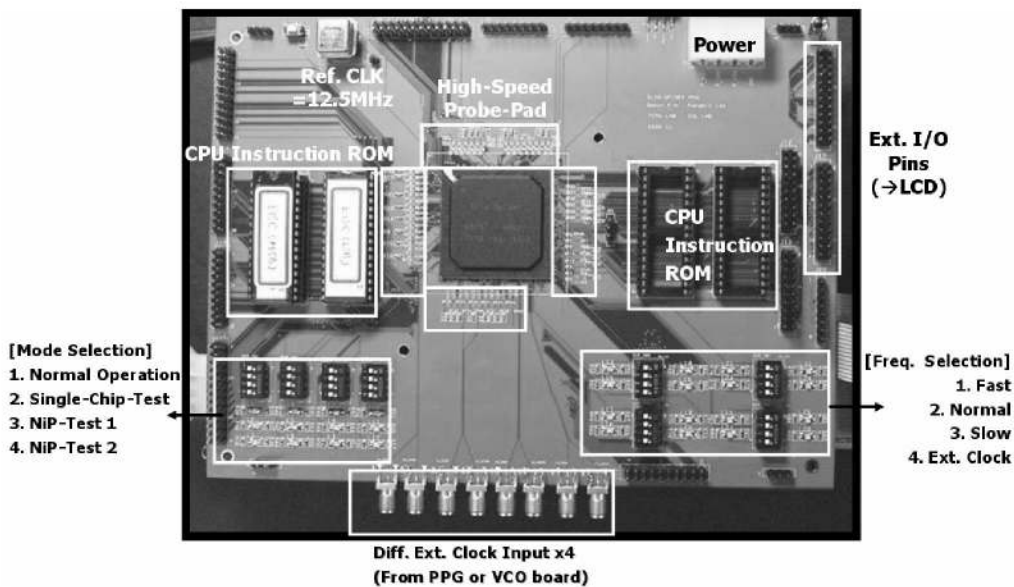 Power
Ref. CLK
=12.5MHz
High-Speed
Probe-Pad
CPU Instruction ROM
Ext. I/O
Pins
(→LCD)
CPU
Instruction
ROM
[Mode Selection]
1. Normal Operation
2. Single-Chip-Test
3. NiP-Test 1
4. NiP-Test 2
[Freq. Selection]
1. Fast
2. Normal
3. Slow
4. Ext. Clock
Diff. Ext. Clock Input x4
(From PPG or VCO board)